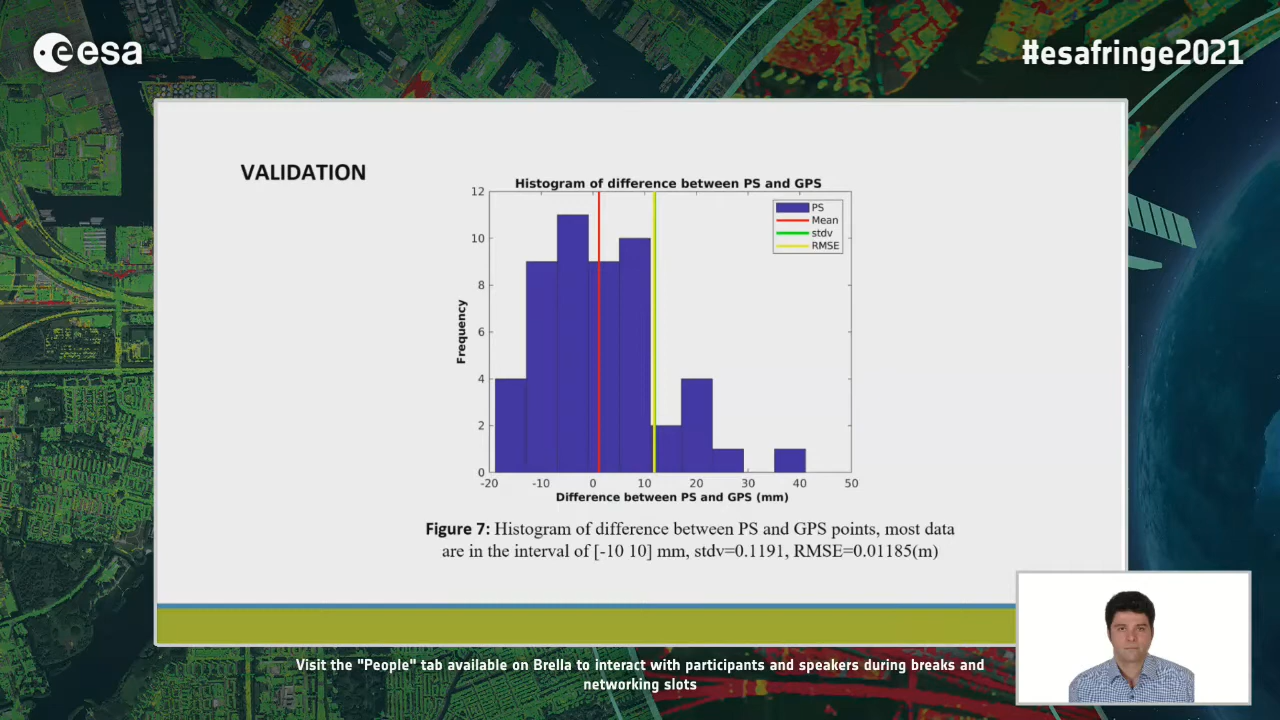 esa
#esafringe2021
VALIDATION
Histogram of difference between PS and GPS
12
10
8
6
4
2
0
Frequency
PS
Mean
stdv
RMSE
-20 -10 0 10 20 30 40 50
Difference between PS and GPS (mm)
Figure 7: Histogram of difference between PS and GPS points, most data
are in the interval of [-10 10] mm, stdv=0.1191, RMSE=0.01185(m)
Visit the "People" tab available on Brella to interact with participants and speakers during breaks and
networking slots